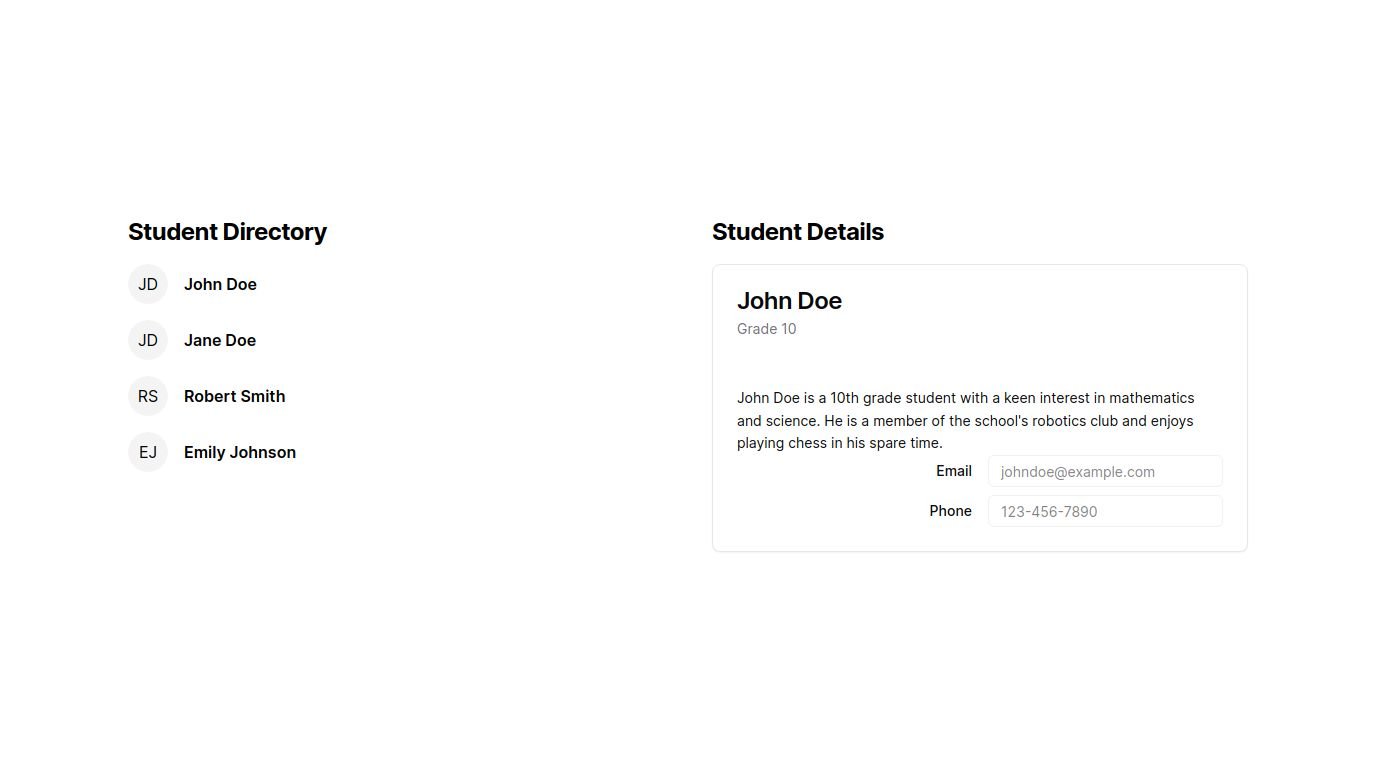 Student Directory
JD
John Doe
JD
Jane Doe
RS
Robert Smith
EJ
Emily Johnson
Student Details
John Doe
Grade 10
John Doe is a 10th grade student with a keen interest in mathematics
and science. He is a member of the school's robotics club and enjoys
playing chess in his spare time.
Email
johndoe@example.com
Phone
123-456-7890